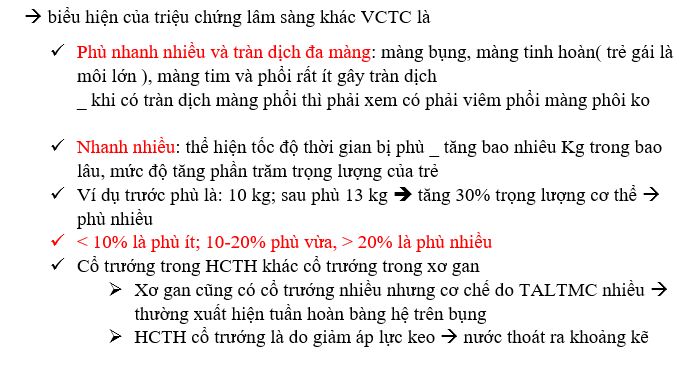 → biểu hiện của triệu chứng lâm sàng khác VCTC là
✓ Phù nhanh nhiều và tràn dịch đa màng: màng bụng, màng tinh hoàn( trẻ gái là
môi lớn ), màng tim và phổi rất ít gây tràn dịch
_ khi có tràn dịch màng phổi thì phải xem có phải viêm phổi màng phôi ko
✓ Nhanh nhiều: thể hiện tốc độ thời gian bị phù _ tăng bao nhiêu Kg trong bao
lâu, mức độ tăng phần trăm trọng lượng của trẻ
✓ Ví dụ trước phù là: 10 kg; sau phù 13 kg ➔ tăng 30% trọng lượng cơ thể →
phù nhiều
✓ < 10% là phù ít; 10-20% phù vừa, > 20% là phù nhiều
✓ Cổ trướng trong HCTH khác cổ trướng trong xơ gan
➢ Xơ gan cũng có cổ trướng nhiều nhưng cơ chế do TALTMC nhiều →
thường xuất hiện tuần hoàn bàng hệ trên bụng
➢ HCTH cổ trướng là do giảm áp lực keo → nước thoát ra khoảng kẽ